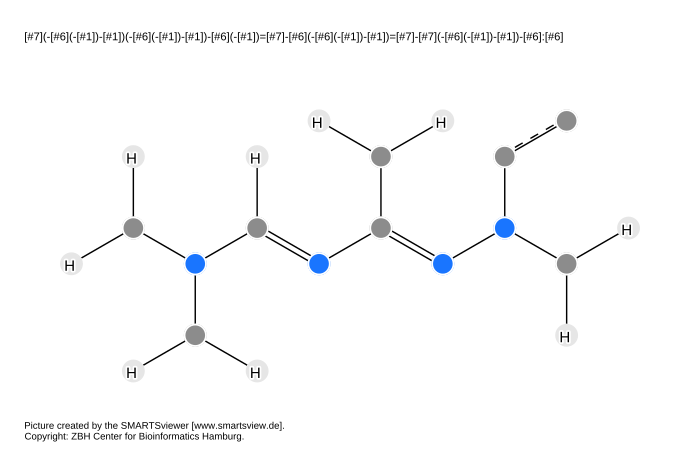 [#7](-[#6](-[#1])-[#1])(-[#6](-[#1])-[#1])-[#6](-[#1])=[#7]-[#6](-[#6](-[#1])-[#1])=[#7]-[#7](-[#6](-[#1])-[#1])-[#6]:[#6]
H H
H H
H
H
H
H H
Picture created by the SMARTSviewer [www.smartsview.de].
Copyright: ZBH Center for Bioinformatics Hamburg.